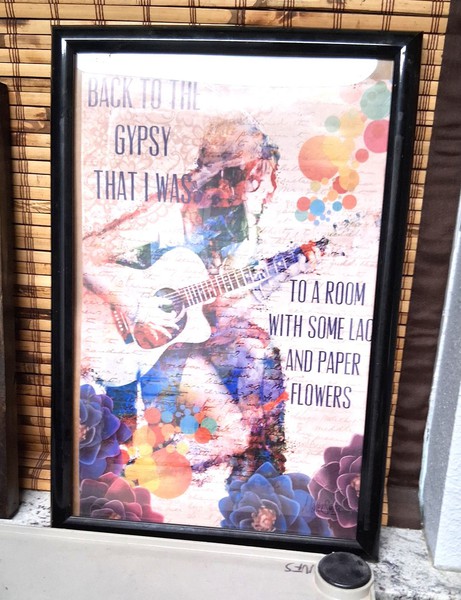 BACK TO THE
GYPSY
THAT I WAS
TO A ROOM
WITH SOME LAC
AND PAPER
FLOWERS